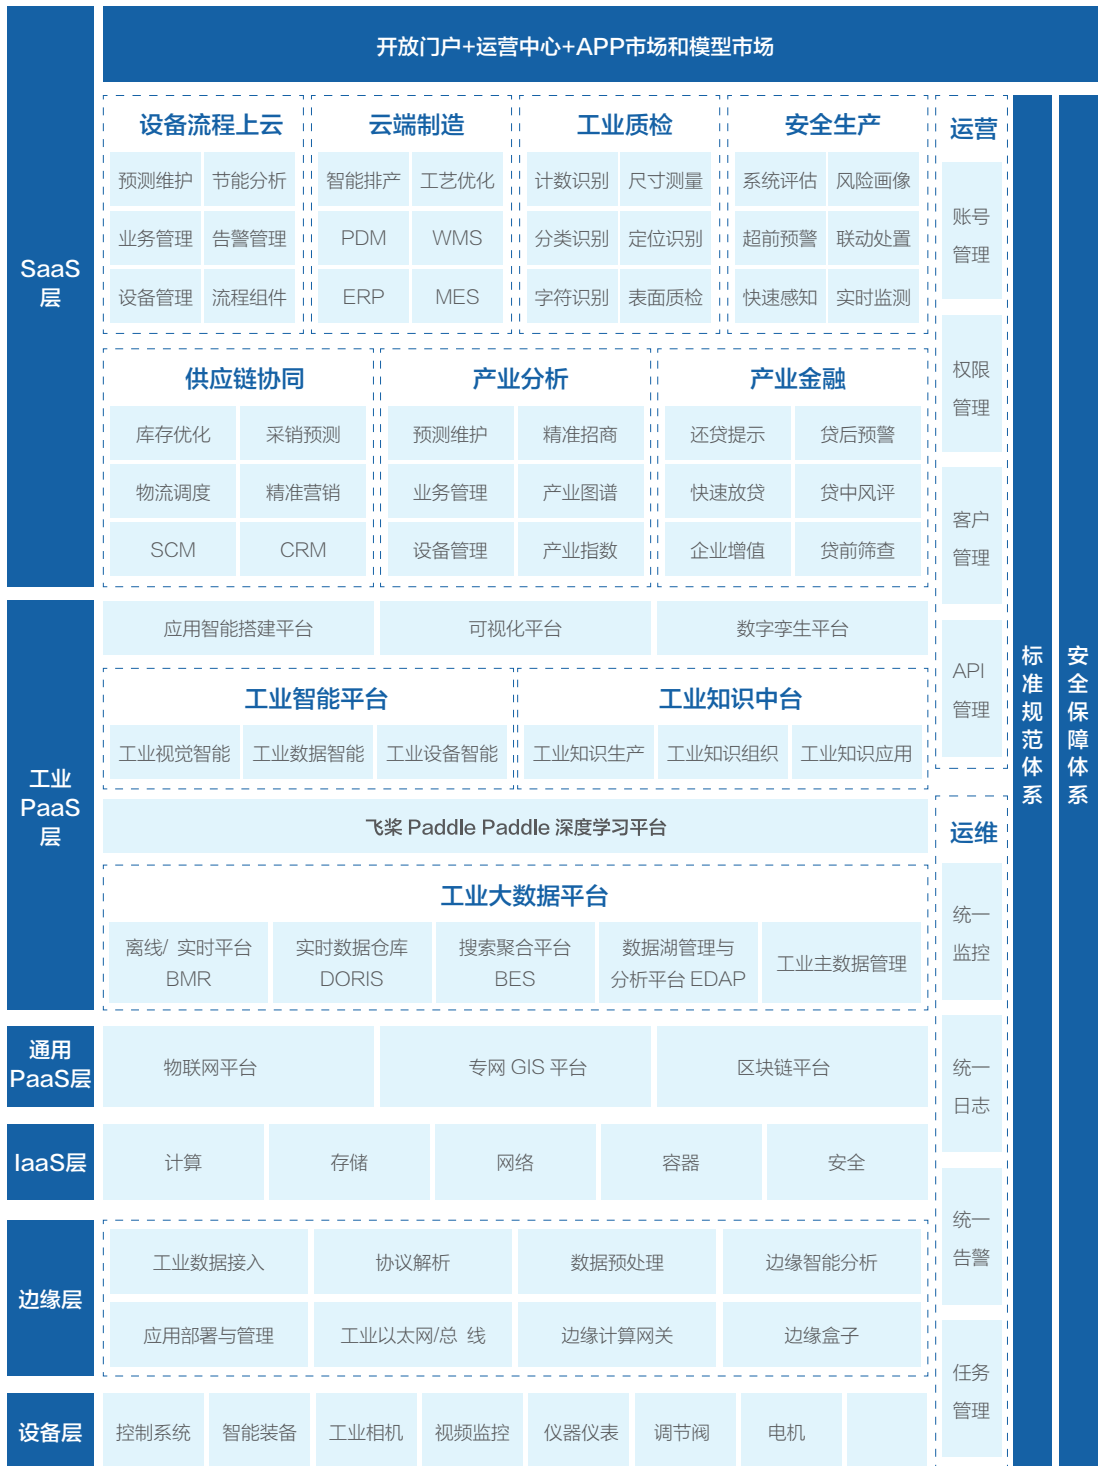 开放门户+运营中心+APP市场和模型市场
SaaS
层
设备流程上云
预测维护
节能分析
业务管理
告警管理
设备管理
流程组件
云端制造
智能排产
工艺优化
PDM
WMS
ERP
MES
工业质检
计数识别
尺寸测量
分类识别
定位识别
字符识别
表面质检
安全生产
系统评估
风险画像
超前预警
联动处置
快速感知
实时监测
供应链协同
库存优化
采销预测
物流调度
精准营销
SCM
CRM
产业分析
预测维护
精准招商
业务管理
产业图谱
设备管理
产业指数
产业金融
还贷提示
贷后预警
快速放贷
贷中风评
企业增值
贷前筛查
工业
PaaS
层
应用智能搭建平台
可视化平台
数字孪生平台
工业智能平台
工业视觉智能
工业数据智能
工业设备智能
工业知识中台
工业知识生产
工业知识组织
工业知识应用
飞桨 Paddle Paddle 深度学习平台
工业大数据平台
离线/ 实时平台
BMR
实时数据仓库
DORIS
搜索聚合平台
BES
数据湖管理与
分析平台 EDAP
工业主数据管理
通用
PaaS层
物联网平台
专网 GIS 平台
区块链平台
IaaS层
计算
存储
网络
容器
安全
边缘层
工业数据接入
协议解析
数据预处理
边缘智能分析
应用部署与管理
工业以太网/总 线
边缘计算网关
边缘盒子
设备层
控制系统
智能装备
工业相机
视频监控
仪器仪表
调节阀
电机
运营
账号
管理
权限
管理
客户
管理
API
管理
运维
统一
监控
统一
日志
统一
告警
任务
管理
标准规范体系
安全保障体系